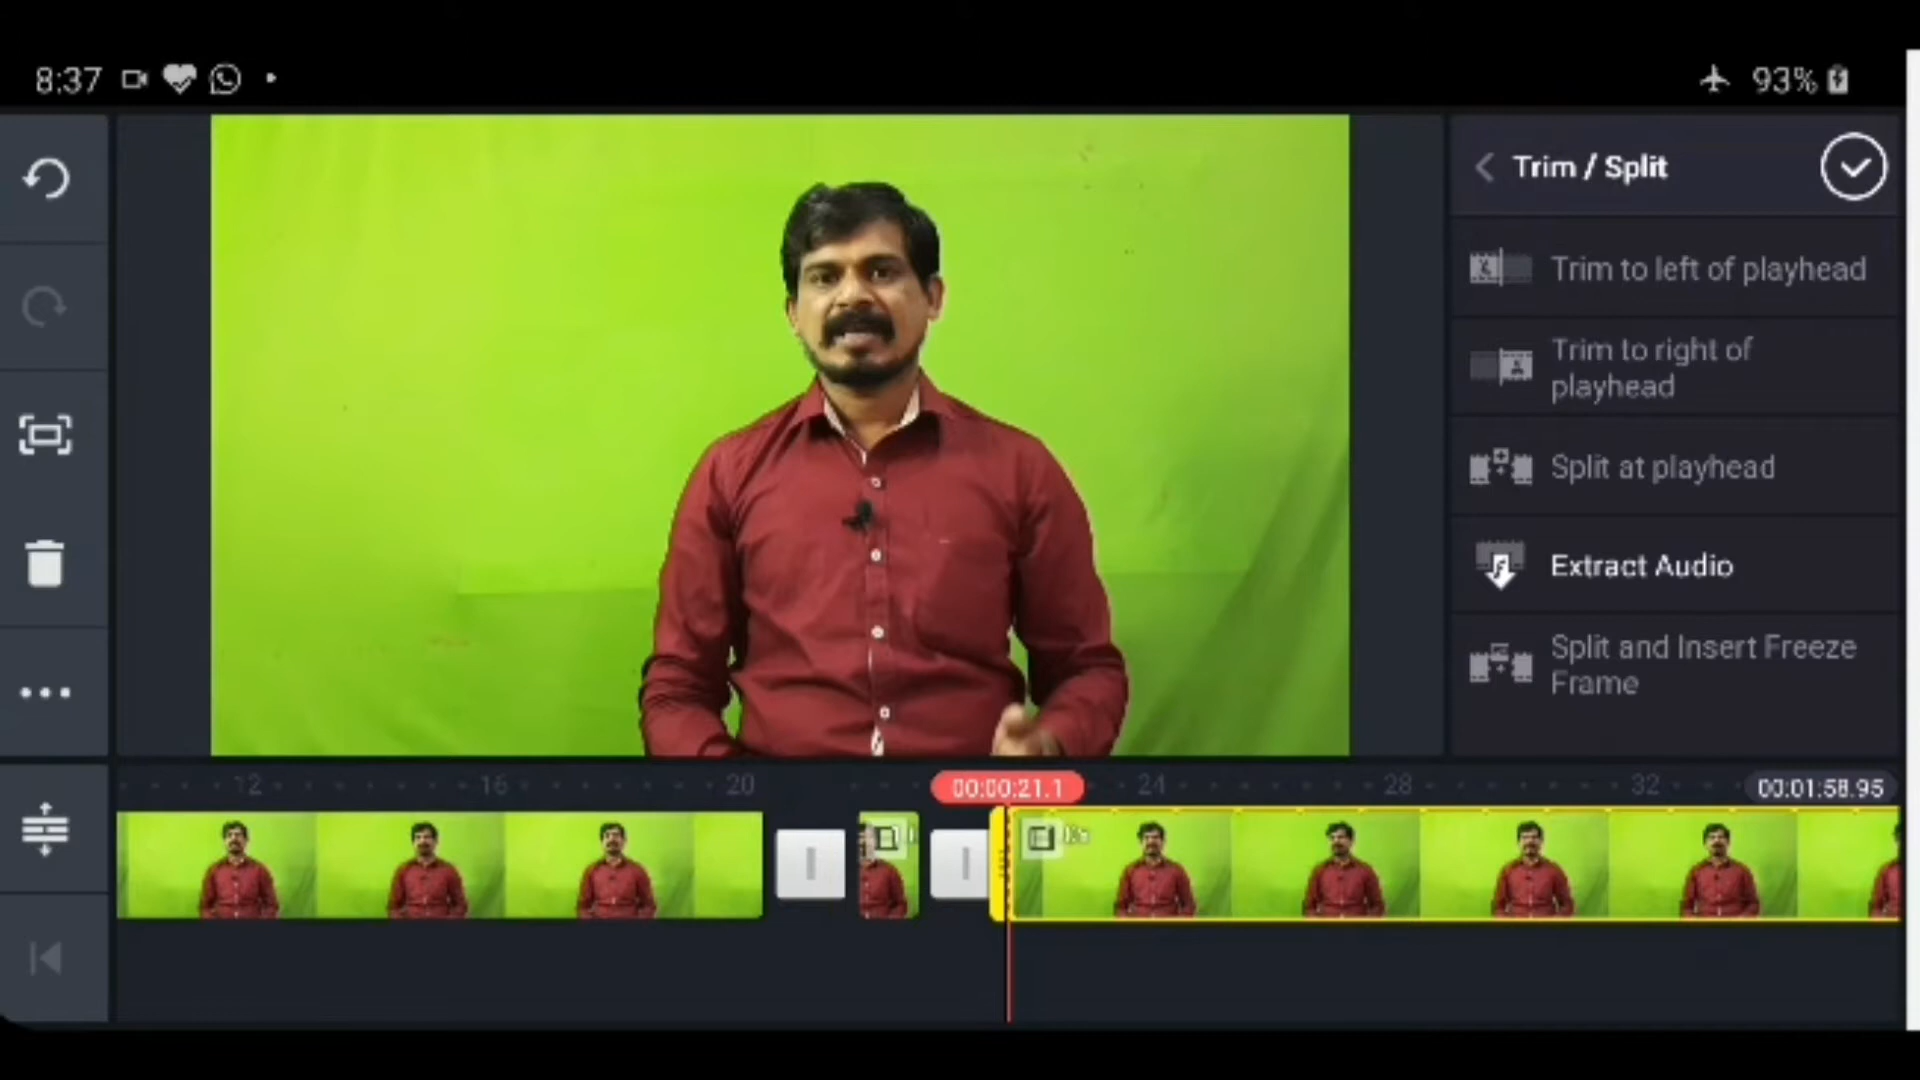 8:37
93%
Trim / Split
Trim to left of playhead
Trim to right of
playhead
Split at playhead
Extract Audio
Split and Insert Freeze
Frame
12
16
20
00:00:21.1
24
28
32
00:01:58.95